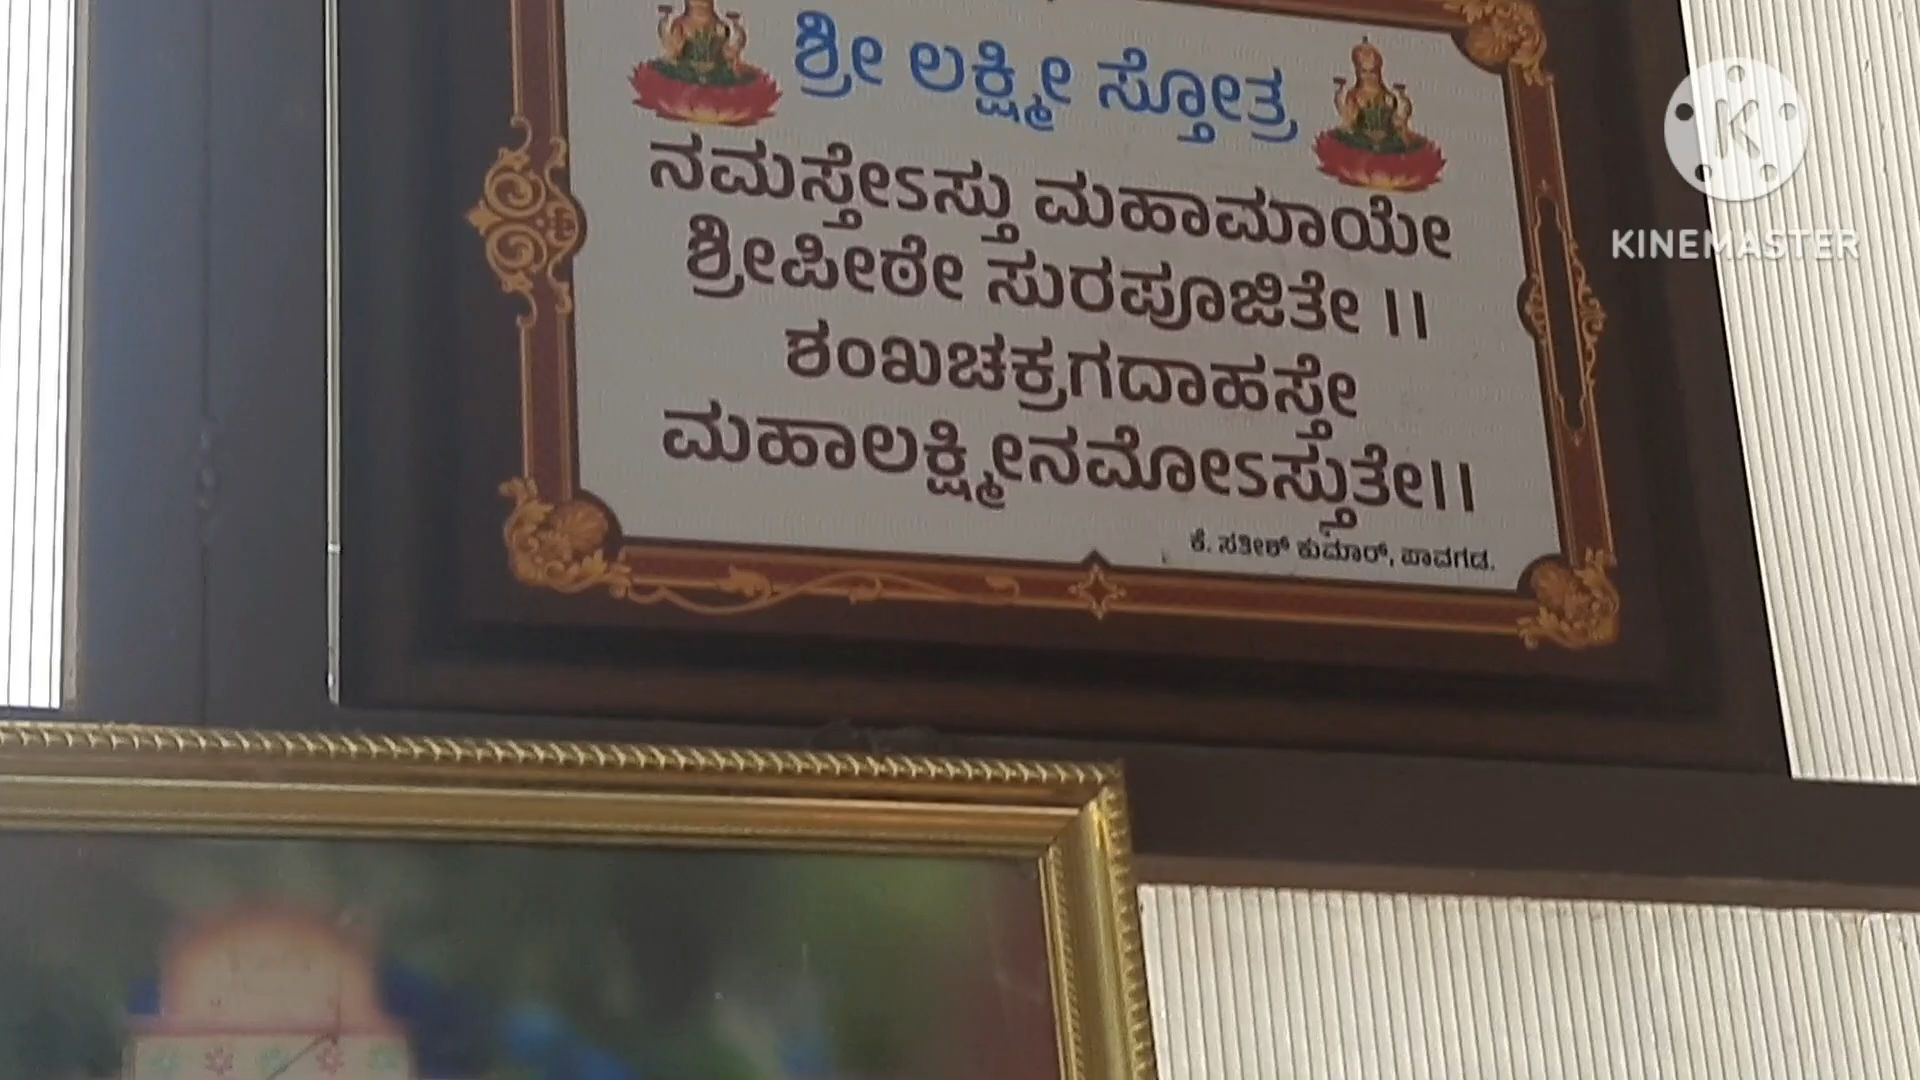 ಶ್ರೀ ಲಕ್ಷ್ಮೀ ಸ್ತೋತ್ರ
ನಮಸ್ತೇಽಸ್ತು ಮಹಾಮಾಯೇ
ಶ್ರೀಪೀಠೇ ಸುರಪೂಜಿತೇ ।।
ಶಂಖಚಕ್ರಗದಾಹಸ್ತೇ
ಮಹಾಲಕ್ಷ್ಮೀನಮೋಽಸ್ತುತೇ।।
ಕೆ. ಸತೀಶ್ ಕುಮಾರ್, ಪಾವಗಡ.
K
KINEMASTER